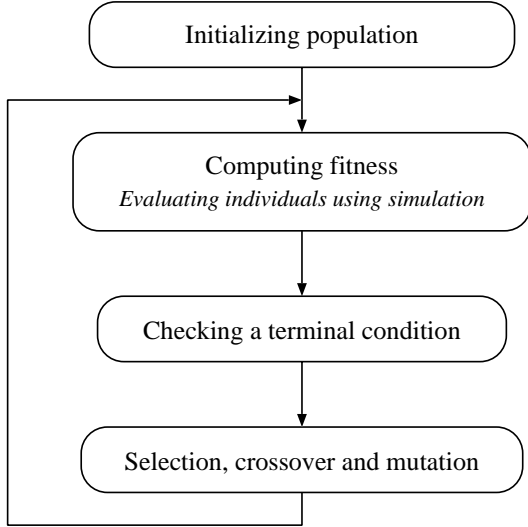 Initializing population
Computing fitness
Evaluating individuals using simulation
Checking a terminal condition
Selection, crossover and mutation